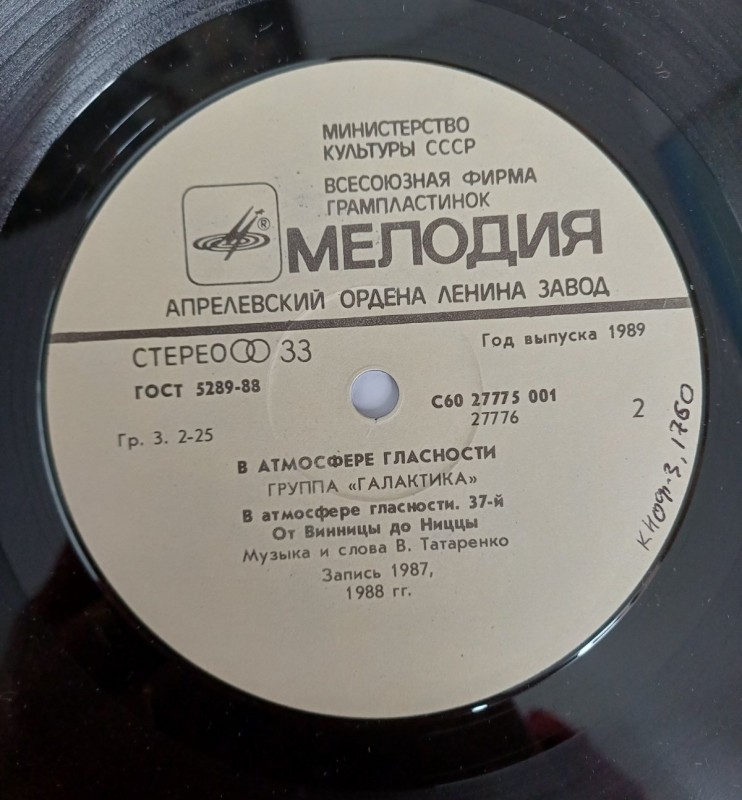 МИНИСТЕРСТВО
КУЛЬТУРЫ СССР
ВСЕСОЮЗНАЯ ФИРМА
ГРАМПЛАСТИНОК
®
МЕЛОДИЯ
АПРЕЛЕВСКИЙ ОРДЕНА ЛЕНИНА ЗАВОД
СТЕРЕО 33
Год выпуска 1989
ГОСТ 5289-88
С60 27775 001
27776
2
Гр. 3. 2-25
В АТМОСФЕРЕ ГЛАСНОСТИ
ГРУППА «ГАЛАКТИКА»
В атмосфере гласности. 37-й
От Винницы до Ниццы
Музыка и слова В. Татаренко
Запись 1987,
1988 гг.
1760